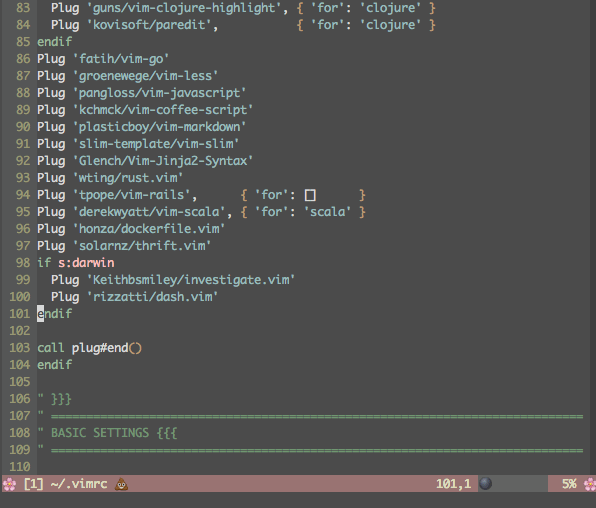 83   Plug 'guns/vim-clojure-highlight', { 'for': 'clojure' }
84   Plug 'kovisoft/paredit',       { 'for': 'clojure' }
85 endif
86 Plug 'fatih/vim-go'
87 Plug 'groenewege/vim-less'
88 Plug 'pangloss/vim-javascript'
89 Plug 'kchmck/vim-coffee-script'
90 Plug 'plasticboy/vim-markdown'
91 Plug 'slim-template/vim-slim'
92 Plug 'Glench/Vim-Jinja2-Syntax'
93 Plug 'wting/rust.vim'
94 Plug 'tpope/vim-rails',      { 'for': []      }
95 Plug 'derekwyatt/vim-scala', { 'for': 'scala' }
96 Plug 'honza/dockerfile.vim'
97 Plug 'solarnz/thrift.vim'
98 if s:darwin
99   Plug 'Keithbsmiley/investigate.vim'
100   Plug 'rizzatti/dash.vim'
101 endif
102
103 call plug#end()
104 endif
105
106 " }}}
107 " ============================================================================
108 " BASIC SETTINGS {{{
109 " ============================================================================
110
🌸 [1] ~/.vimrc 💩 101,1 🌑 5% 🌸